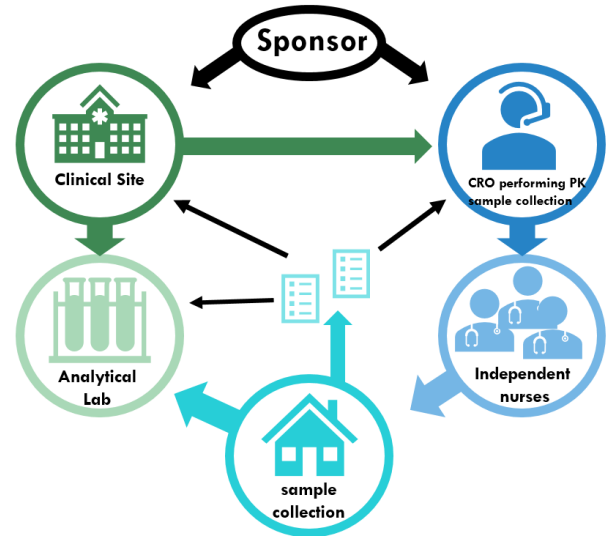 Sponsor
Clinical Site
CRO performing PK
sample collection
Analytical
Lab
Independent
nurses
sample
collection